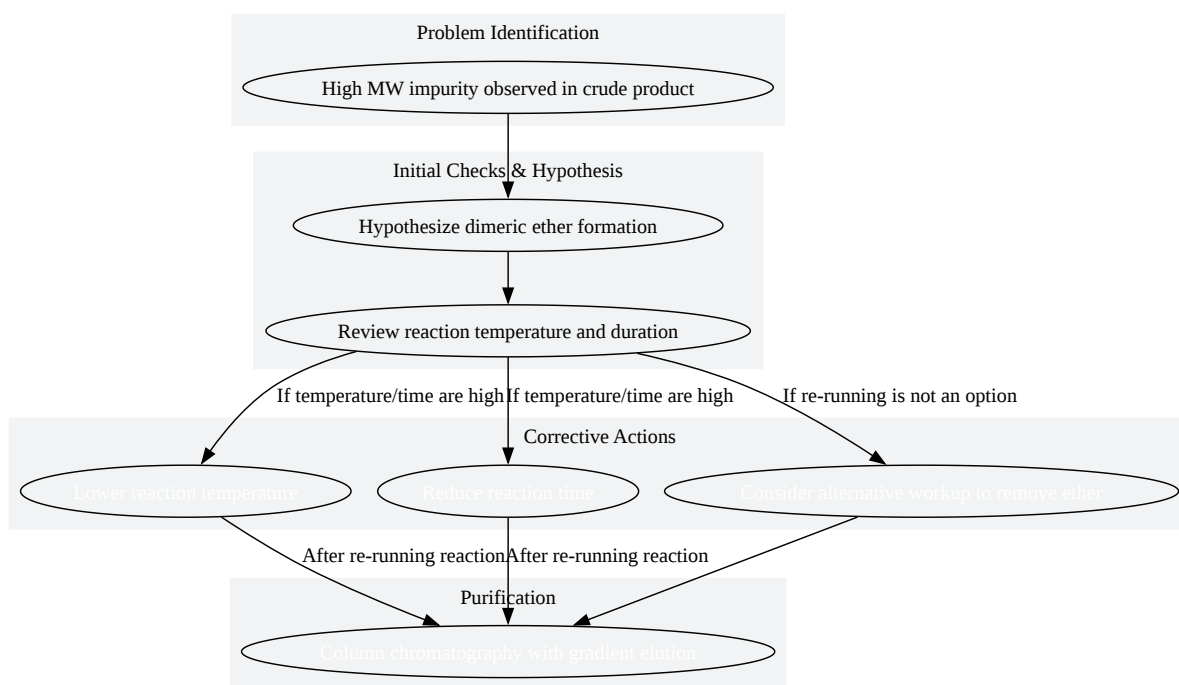 Problem Identification
High MW impurity observed in crude product
Initial Checks & Hypothesis
Hypothesize dimeric ether formation
Review reaction temperature and duration
If temperature/time are high
If temperature/time are high
If re-running is not an option
Corrective Actions
Lower reaction temperature
Reduce reaction time
Consider alternative workup to remove ether
After re-running reaction
After re-running reaction
Purification
Column chromatography with gradient elution